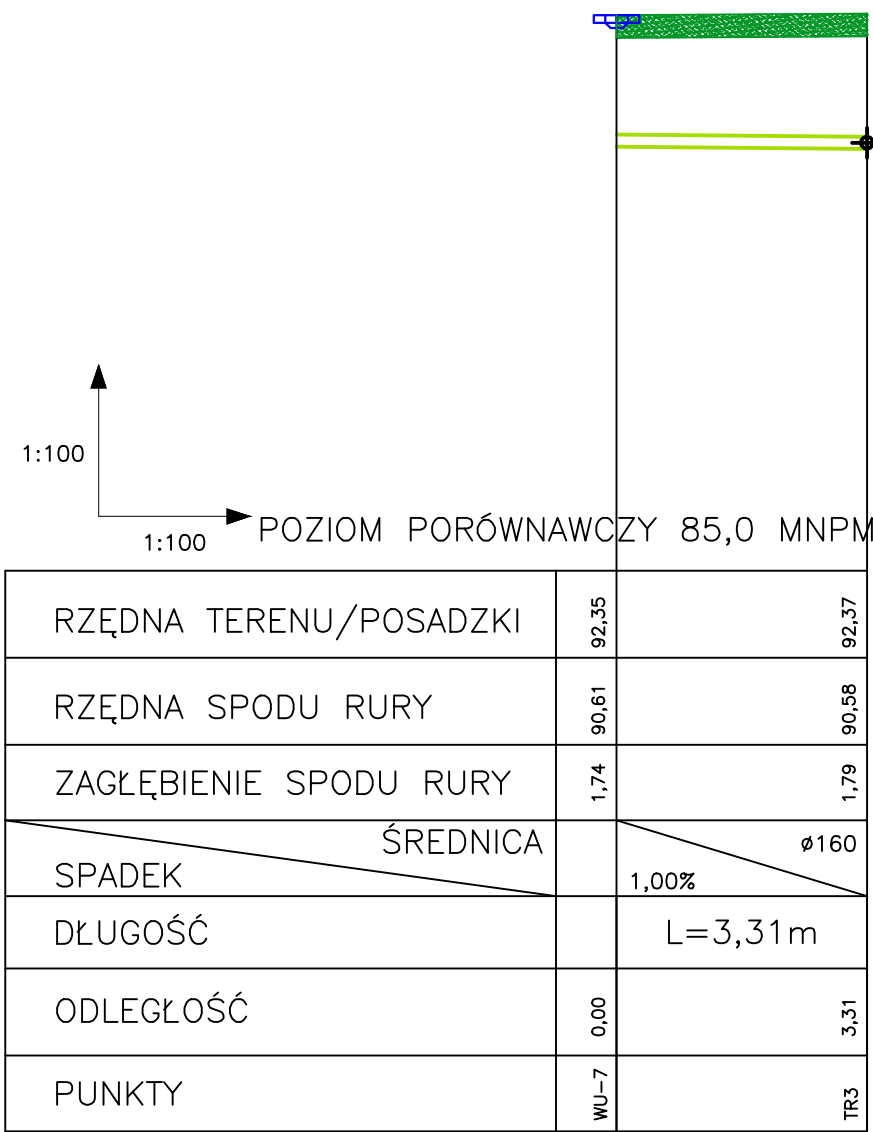 1:100
1:100
POZIOM PORÓWNAWCZY 85,0 MNPM
RZĘDNA TERENU/POSADZKI 92,35 92,37
RZĘDNA SPODU RURY 90,61 90,58
ZAGŁĘBIENIE SPODU RURY 1,74 1,79
ŚREDNICA ø160
SPADEK 1,00%
DŁUGOŚĆ L=3,31m
ODLEGŁOŚĆ 0,00 3,31
PUNKTY WU-7 TR3